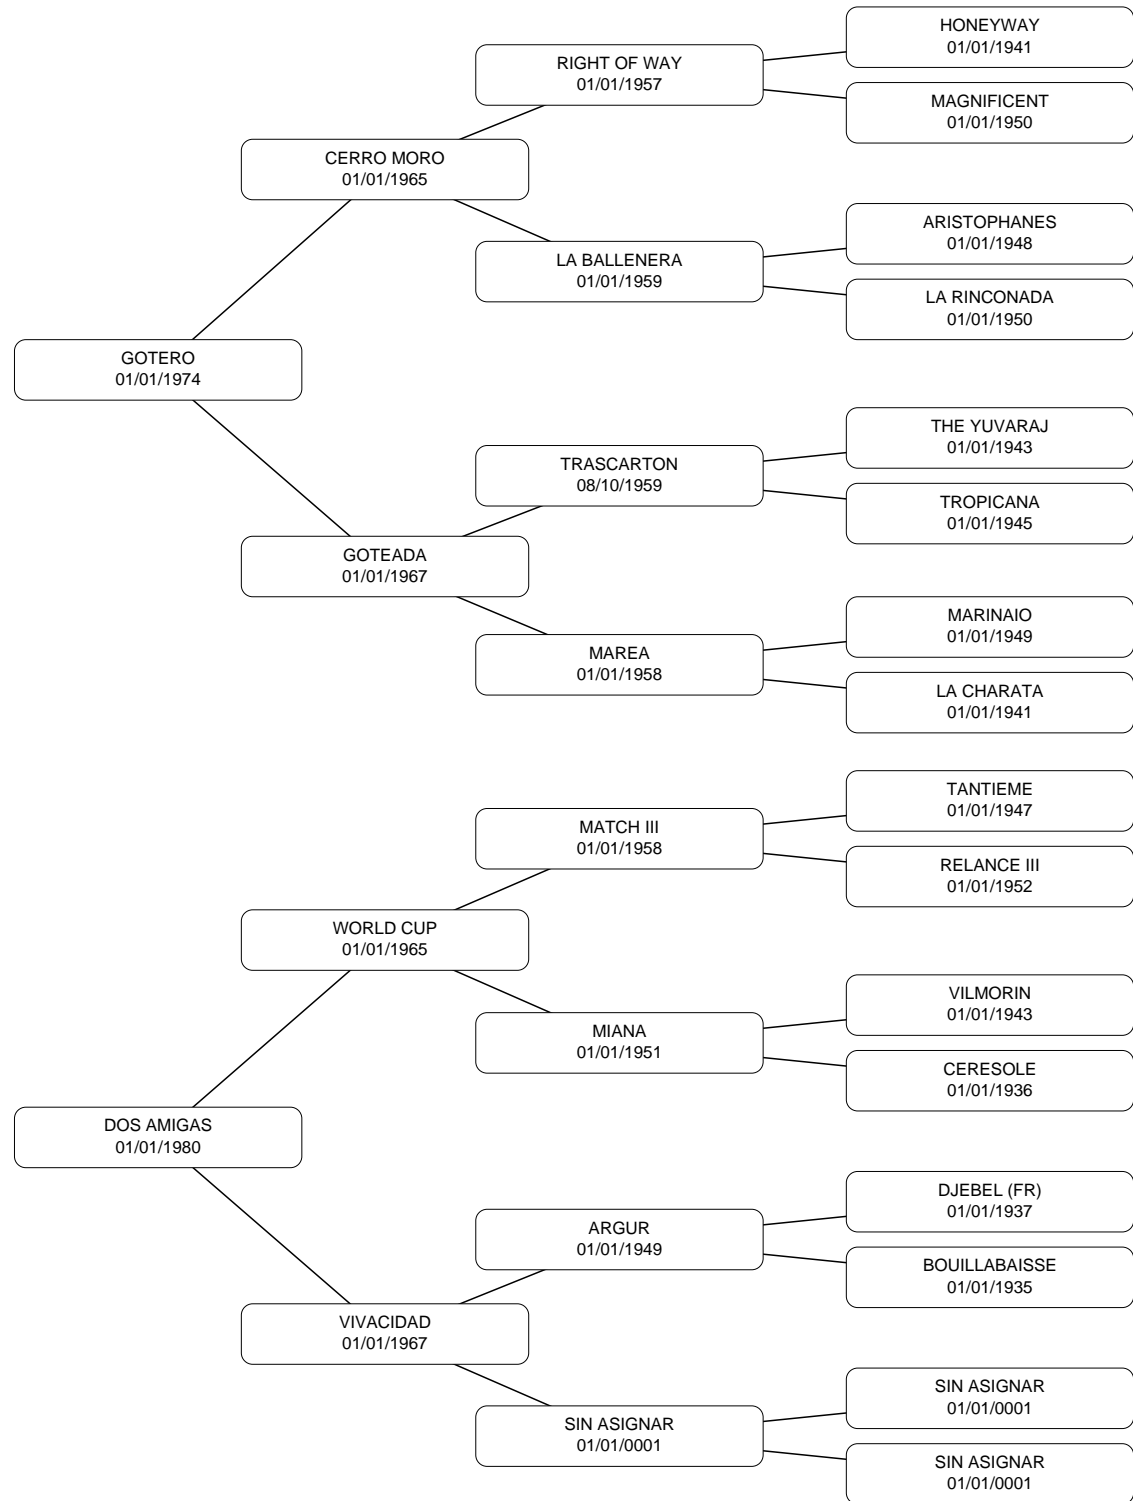 HONEYWAY
01/01/1941
RIGHT OF WAY
01/01/1957
MAGNIFICENT
01/01/1950
CERRO MORO
01/01/1965
ARISTOPHANES
01/01/1948
LA BALLENERA
01/01/1959
LA RINCONADA
01/01/1950
GOTERO
01/01/1974
THE YUVARAJ
01/01/1943
TRASCARTON
08/10/1959
TROPICANA
01/01/1945
GOTEADA
01/01/1967
MARINAIO
01/01/1949
MAREA
01/01/1958
LA CHARATA
01/01/1941
TANTIEME
01/01/1947
MATCH III
01/01/1958
RELANCE III
01/01/1952
WORLD CUP
01/01/1965
VILMORIN
01/01/1943
MIANA
01/01/1951
CERESOLE
01/01/1936
DOS AMIGAS
01/01/1980
DJEBEL (FR)
01/01/1937
ARGUR
01/01/1949
BOUILLABAISSE
01/01/1935
VIVACIDAD
01/01/1967
SIN ASIGNAR
01/01/0001
SIN ASIGNAR
01/01/0001
SIN ASIGNAR
01/01/0001